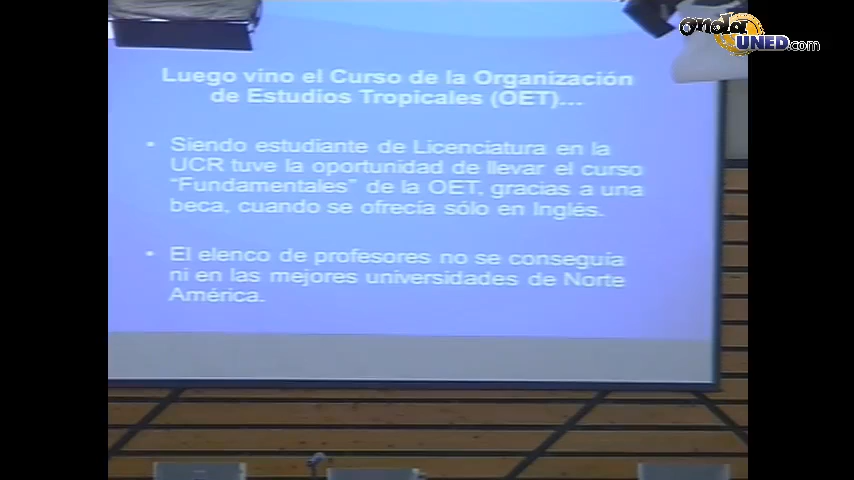 onda
UNED.com
Luego vino el Curso de la Organización
de Estudios Tropicales (OET)...
• Siendo estudiante de Licenciatura en la
UCR tuve la oportunidad de llevar el curso
"Fundamentales" de la OET, gracias a una
beca, cuando se ofrecía sólo en Inglés.
• El elenco de profesores no se conseguía
ni en las mejores universidades de Norte
América.